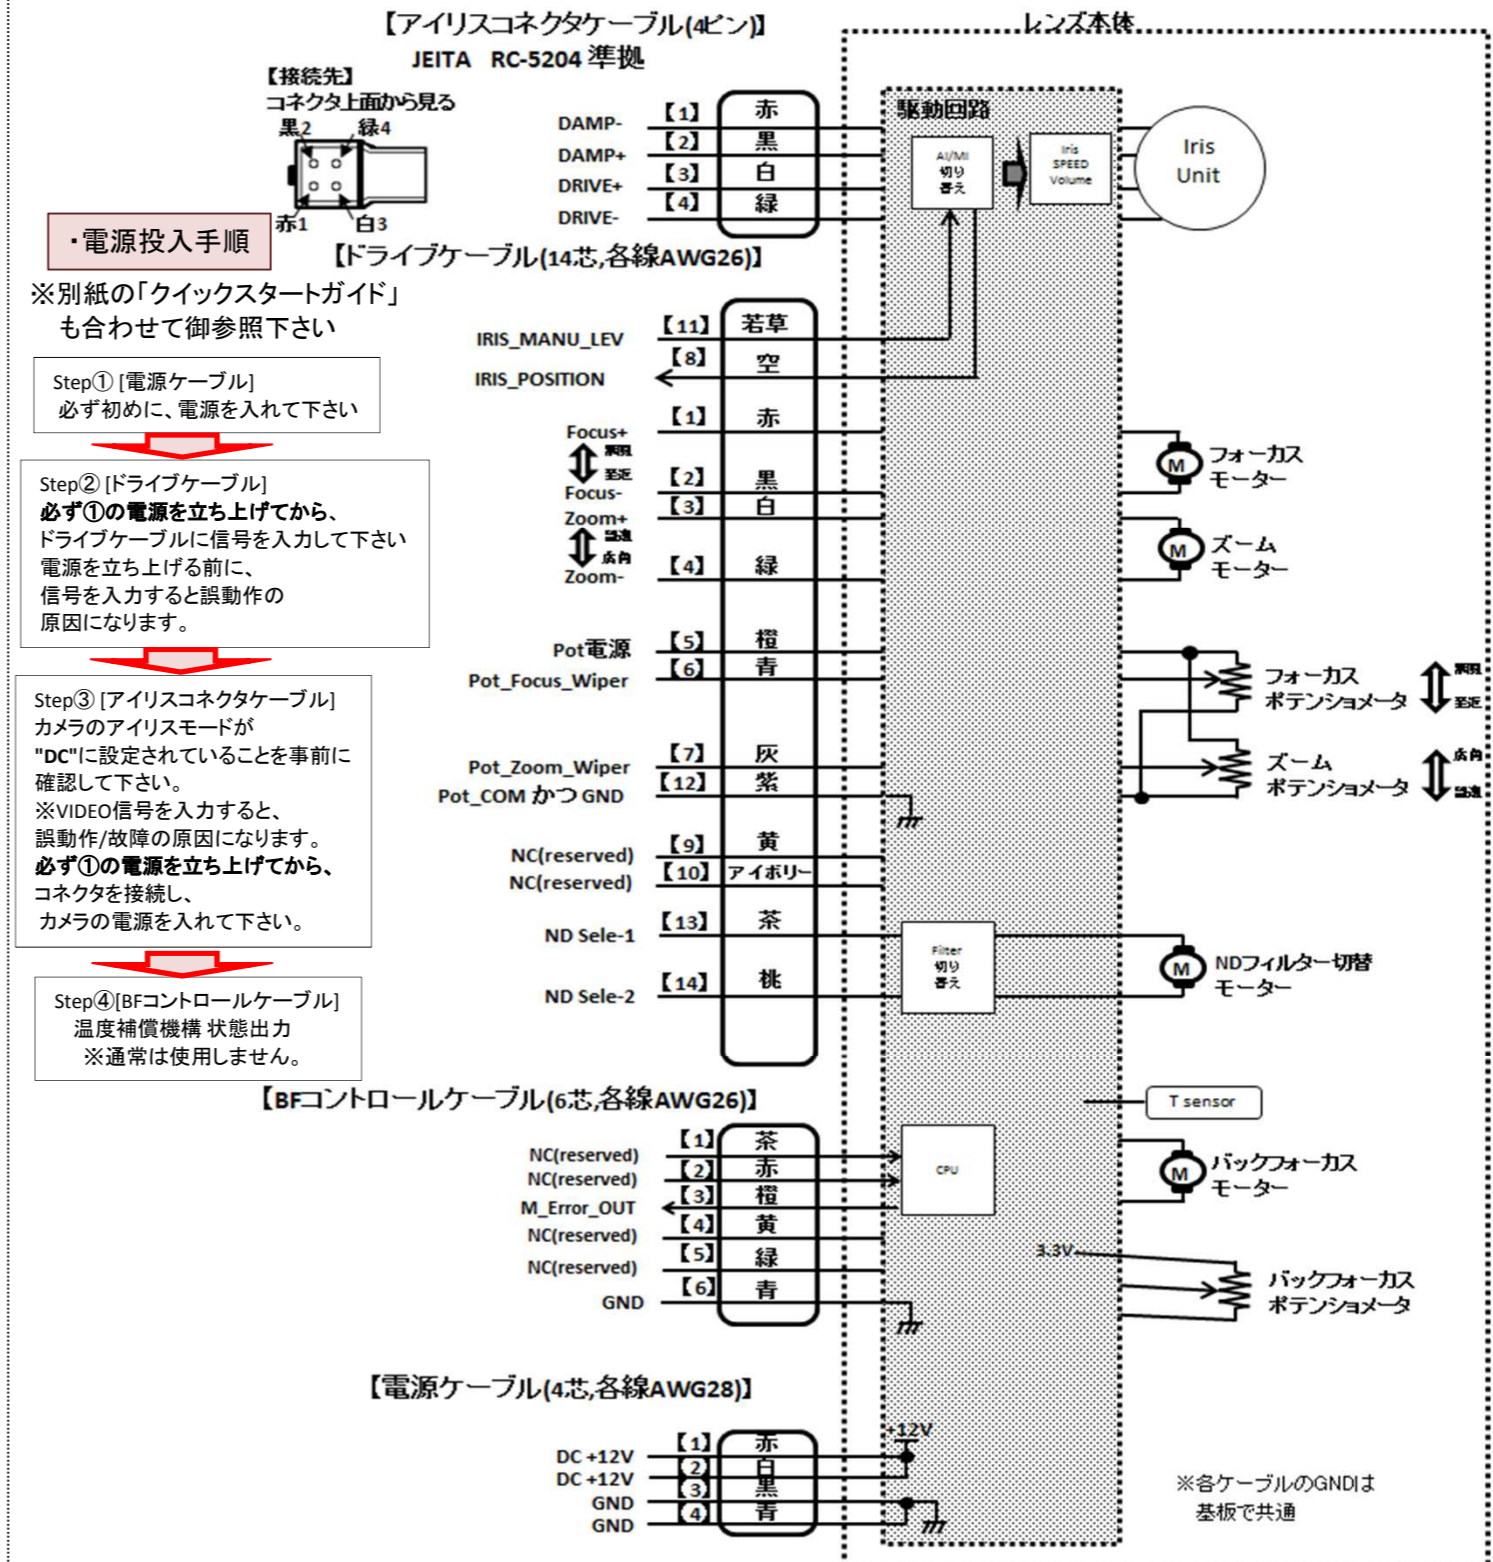 【アイリスコネクタケーブル(4ピン)】
JEITA RC-5204 準拠
レンズ本体
【接続先】
コネクタ上面から見る
黒2
緑4
赤1
白3
DAMP- 【1】 赤
DAMP+ 【2】 黒
DRIVE+ 【3】 白
DRIVE- 【4】 緑
駆動回路
AI/MI
切り
替え
Iris
SPEED
Volume
Iris
Unit
・電源投入手順
※別紙の「クイックスタートガイド」
も合わせて御参照下さい
Step① [電源ケーブル]
必ず初めに、電源を入れて下さい
Step② [ドライブケーブル]
必ず①の電源を立ち上げてから、
ドライブケーブルに信号を入力して下さい
電源を立ち上げる前に、
信号を入力すると誤動作の
原因になります。
Step③ [アイリスコネクタケーブル]
カメラのアイリスモードが
"DC"に設定されていることを事前に
確認して下さい。
※VIDEO信号を入力すると、
誤動作/故障の原因になります。
必ず①の電源を立ち上げてから、
コネクタを接続し、
カメラの電源を入れて下さい。
Step④[BFコントロールケーブル]
温度補償機構 状態出力
※通常は使用しません。
【ドライブケーブル(14芯,各線AWG26)】
IRIS_MANU_LEV 【11】 若草
IRIS_POSITION 【8】 空
Focus+ 【1】 赤
至近
Focus- 【2】 黒
Zoom+ 【3】 白
広角
Zoom- 【4】 緑
フォーカス
モーター
M
ズーム
モーター
M
Pot電源 【5】 橙
Pot_Focus_Wiper 【6】 青
Pot_Zoom_Wiper 【7】 灰
Pot_COM かつ GND 【12】 紫
フォーカス
ポテンショメータ
至近
ズーム
ポテンショメータ
広角
NC(reserved) 【9】 黄
NC(reserved) 【10】 アイボリー
ND Sele-1 【13】 茶
ND Sele-2 【14】 桃
Filter
切り
替え
M
NDフィルター切替
モーター
【BFコントロールケーブル(6芯,各線AWG26)】
T sensor
NC(reserved) 【1】 茶
NC(reserved) 【2】 赤
M_Error_OUT 【3】 橙
NC(reserved) 【4】 黄
NC(reserved) 【5】 緑
GND 【6】 青
CPU
M
バックフォーカス
モーター
3.3V
バックフォーカス
ポテンショメータ
【電源ケーブル(4芯,各線AWG28)】
+12V
DC +12V 【1】 赤
DC +12V 【2】 白
GND 【3】 黒
GND 【4】 青
※各ケーブルのGNDは
基板で共通